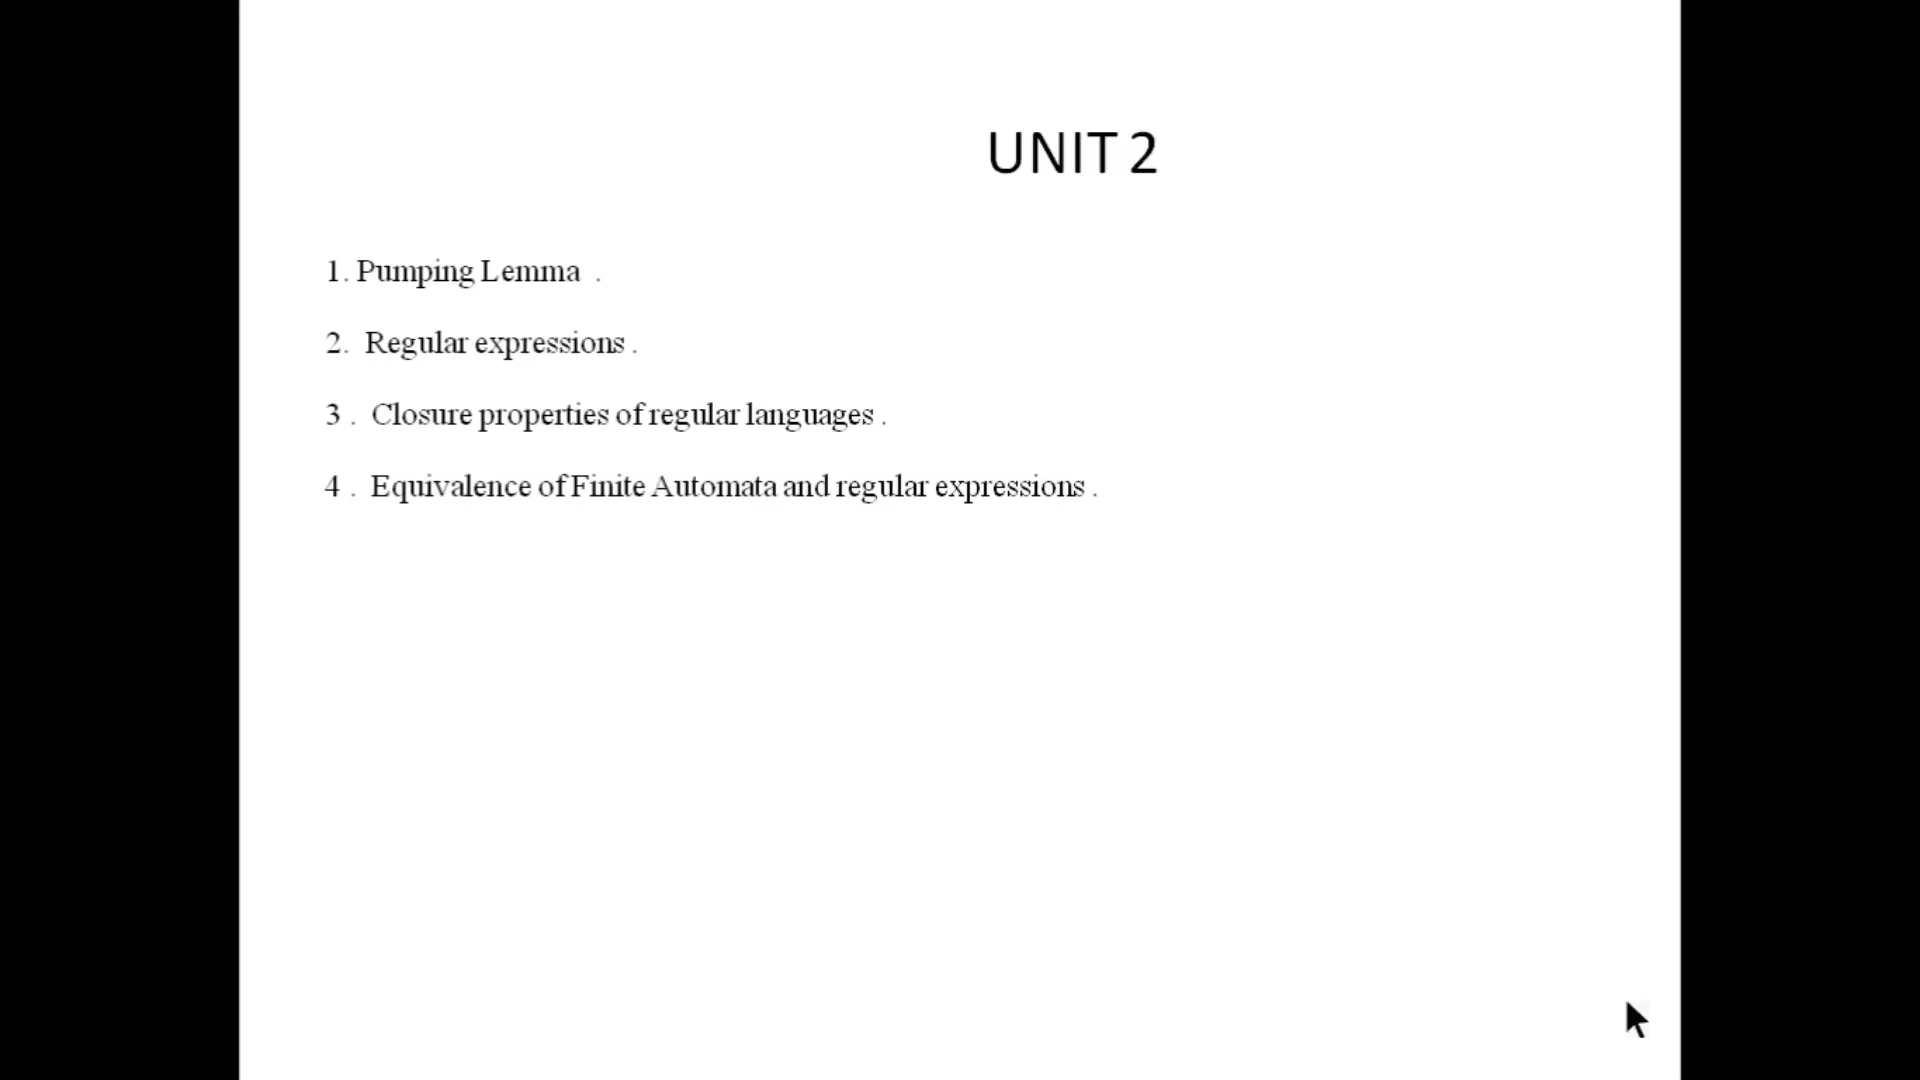 UNIT 2
1. Pumping Lemma .
2. Regular expressions .
3 . Closure properties of regular languages .
4 . Equivalence of Finite Automata and regular expressions .